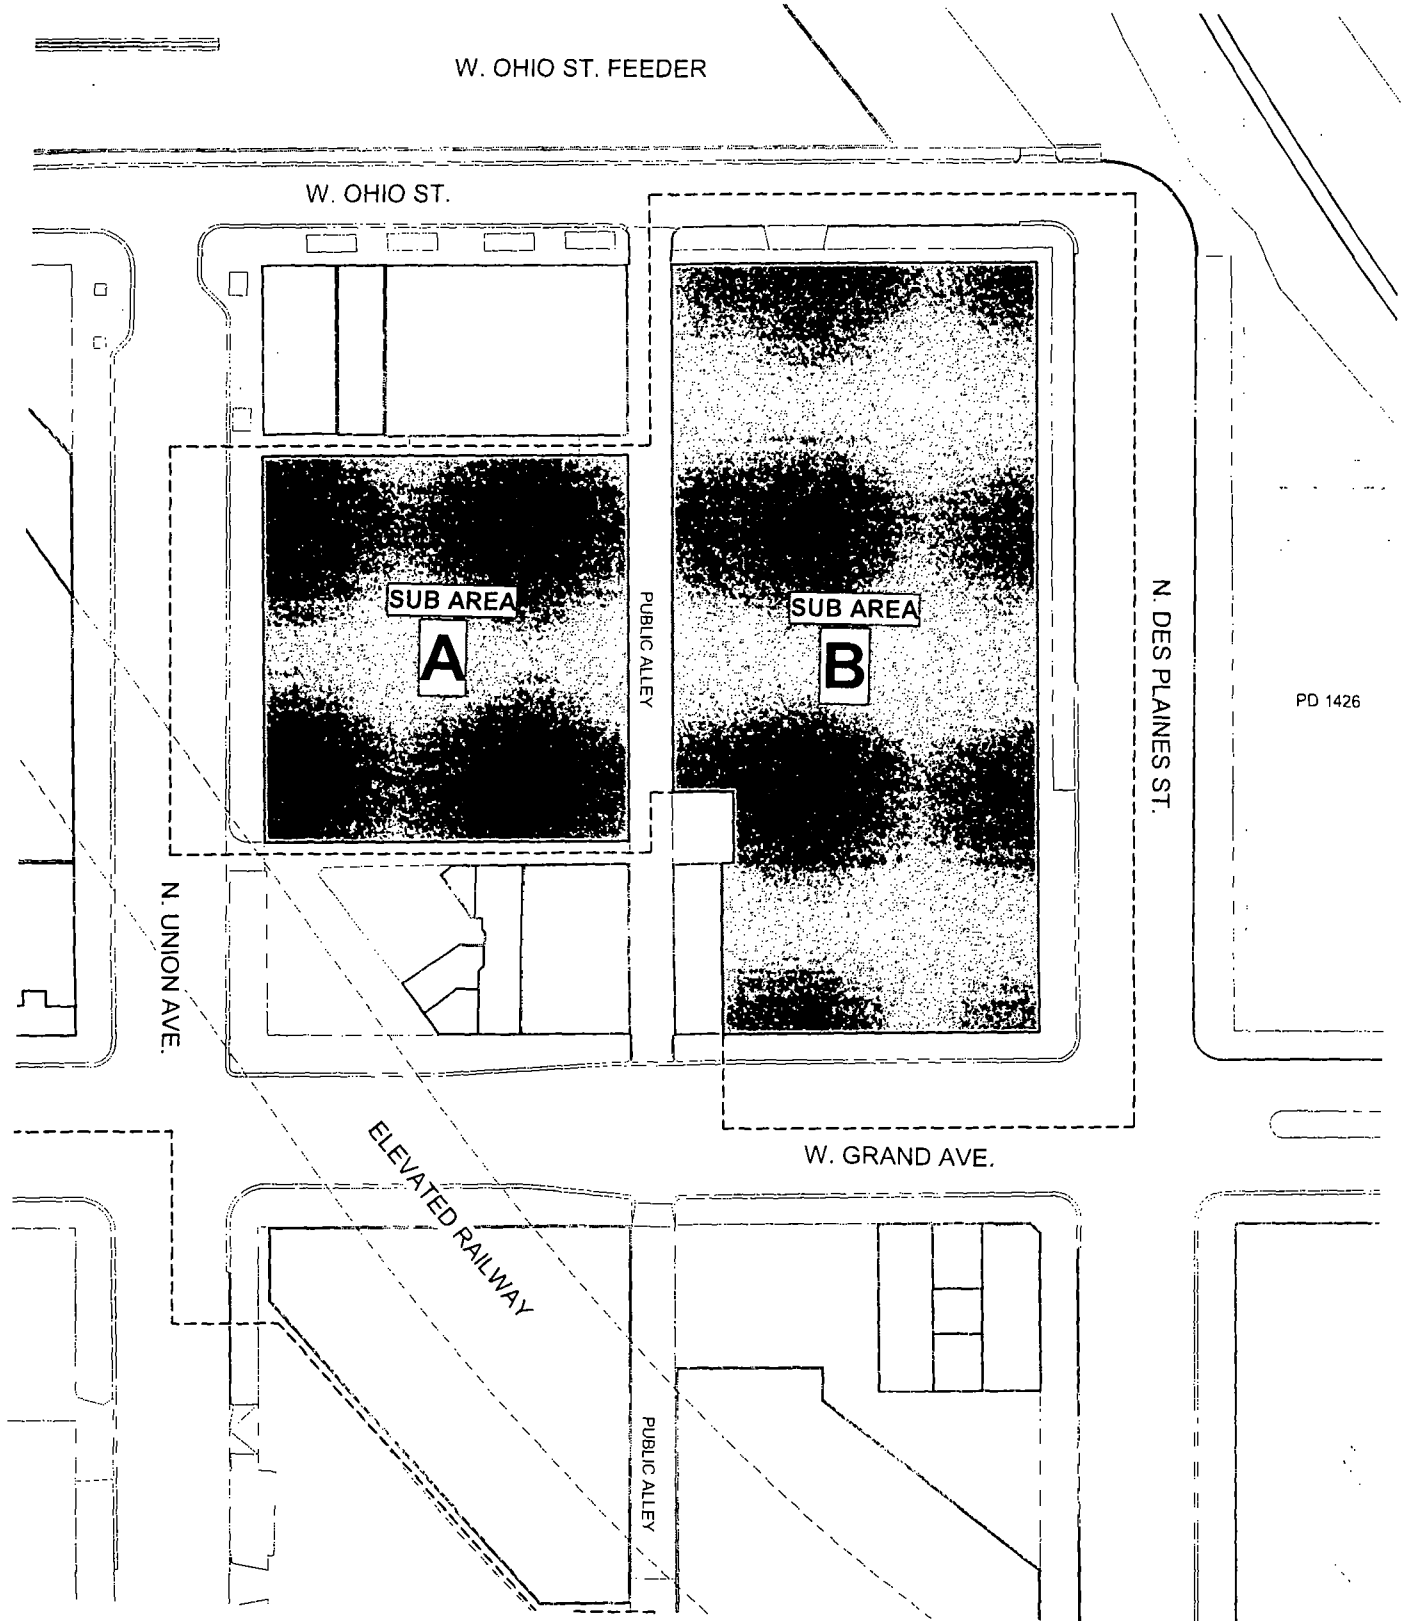 W. OHIO ST. FEEDER
W. OHIO ST.
SUB AREA
A
PUBLIC ALLEY
SUB AREA
B
N. DES PLAINES ST.
PD 1426
N. UNION AVE.
ELEVATED RAILWAY
W. GRAND AVE.
PUBLIC ALLEY